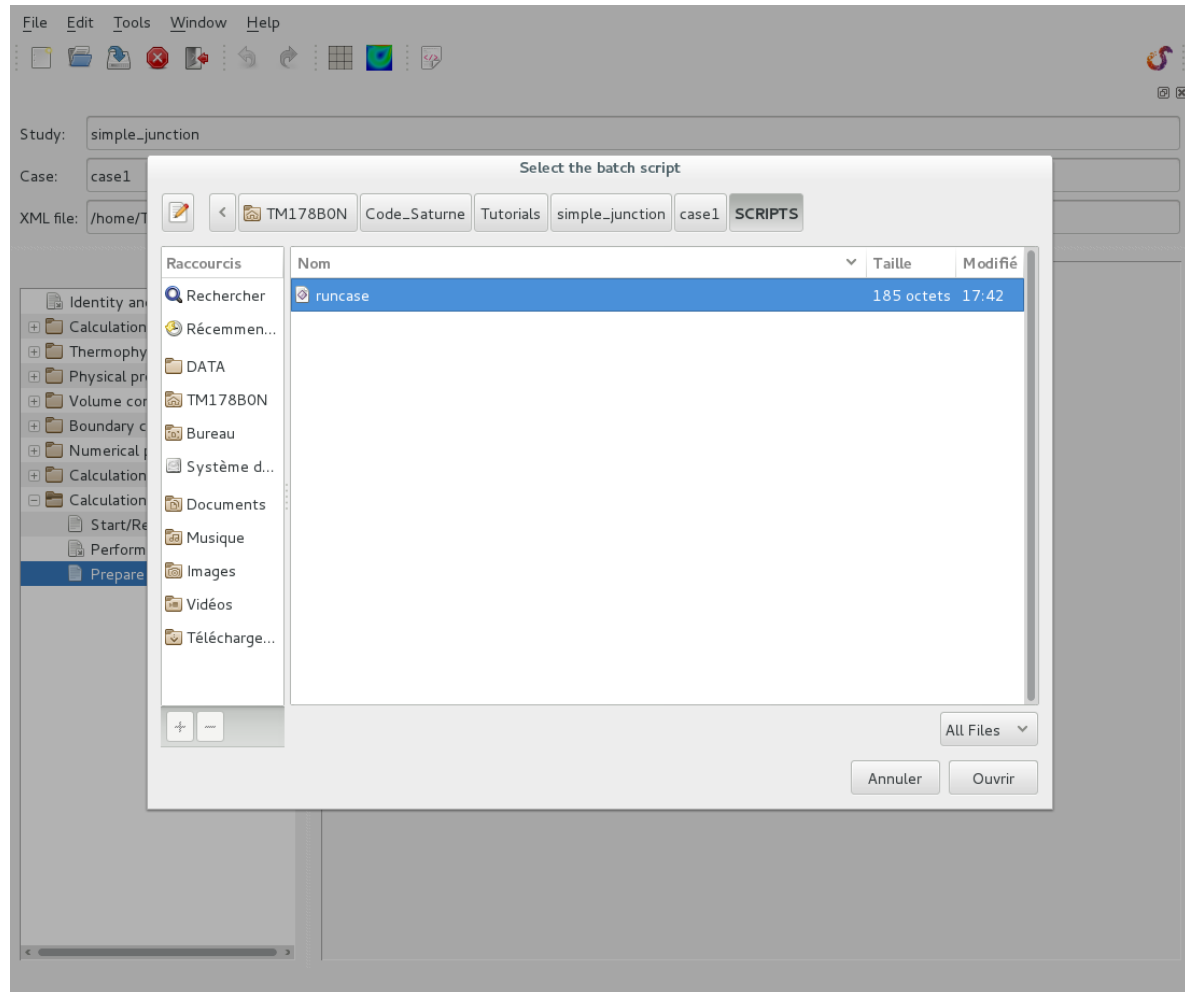 File Edit Tools Window Help
Study: simple_junction
Select the batch script
Case: case1
XML file: /home/T
< TM178B0N Code_Saturne Tutorials simple_junction case1 SCRIPTS
Raccourcis Nom Taille Modifié
Rechercher runcase 185 octets 17:42
Récemmen...
DATA
TM178B0N
Bureau
Système d...
Documents
Musique
Images
Vidéos
Télécharge...
Identity an
Calculation
Thermophy
Physical pr
Volume con
Boundary c
Numerical p
Calculation
Calculation
Start/Re
Perform
Prepare
All Files
Annuler Ouvrir